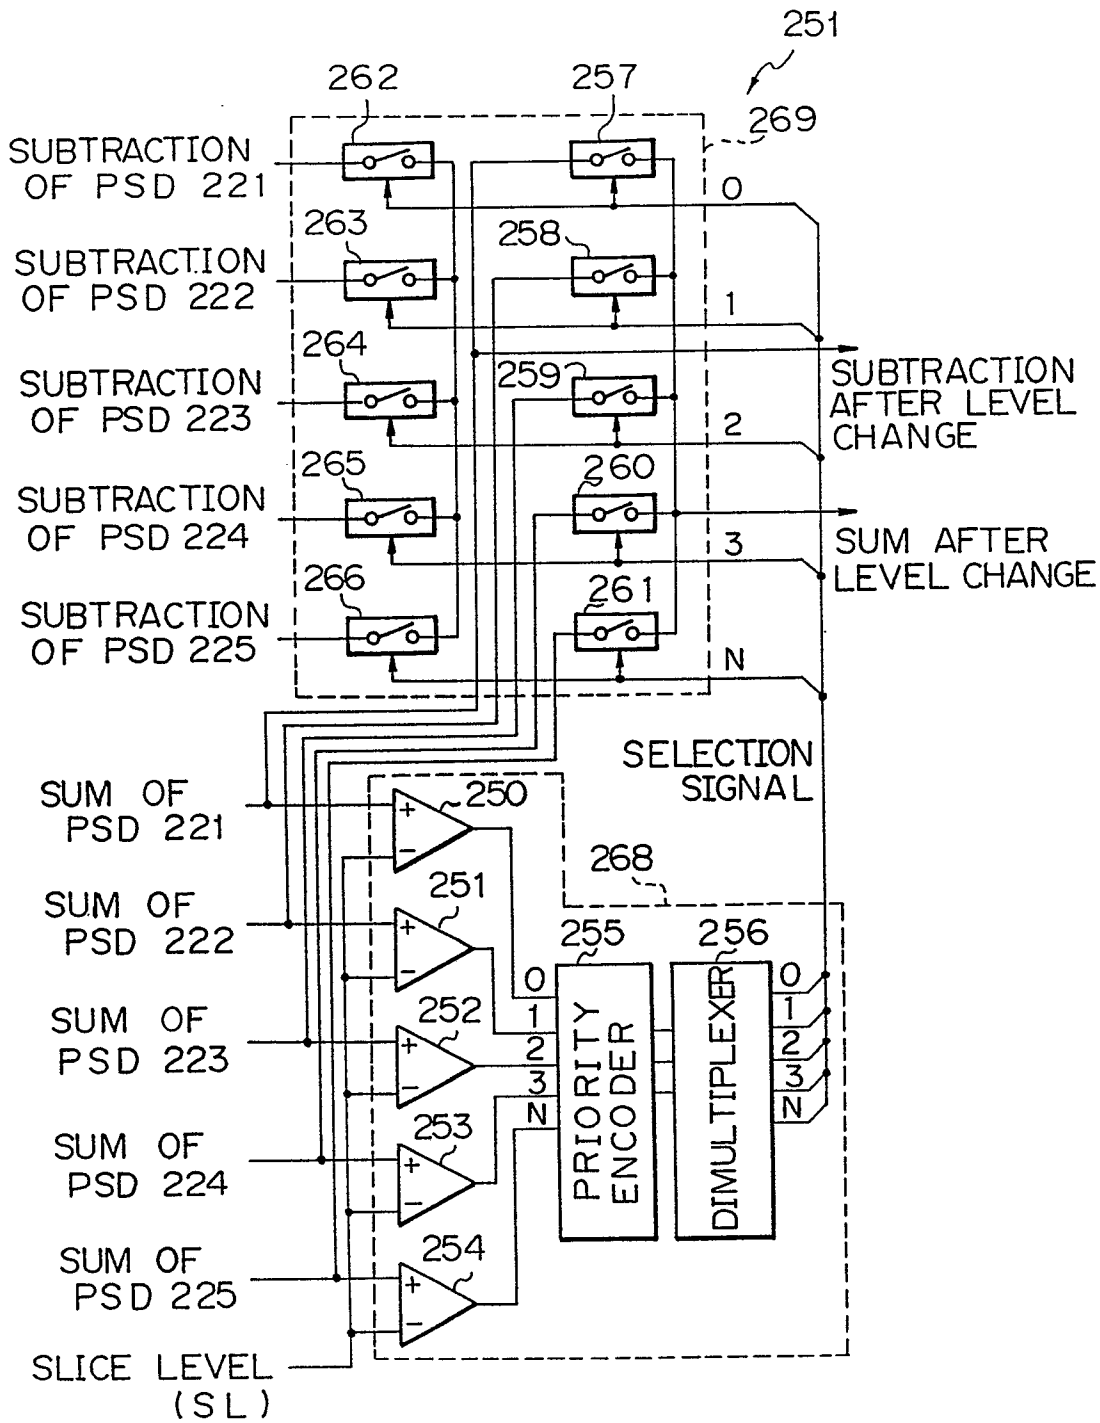 251
262
257
269
SUBTRACTION
OF PSD 221
0
263
258
SUBTRACTION
OF PSD 222
1
264
259
SUBTRACTION
OF PSD 223
SUBTRACTION
AFTER LEVEL
CHANGE
2
265
260
SUBTRACTION
OF PSD 224
3
SUM AFTER
LEVEL CHANGE
266
261
SUBTRACTION
OF PSD 225
N
SELECTION
SIGNAL
SUM OF
PSD 221
+
−
250
268
SUM OF
PSD 222
+
−
251
255
256
0
1
2
3
N
PRIORITY
ENCODER
DIMULTIPLEXER
0
1
2
3
N
SUM OF
PSD 223
+
−
252
SUM OF
PSD 224
+
−
253
SUM OF
PSD 225
+
−
254
SLICE LEVEL
(SL)